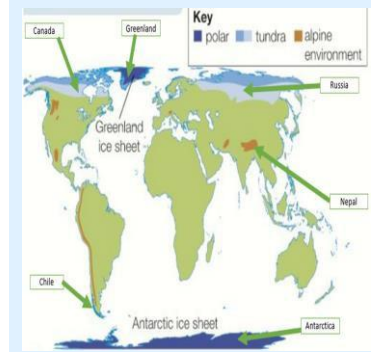 Canada
Greenland
Key
polar
tundra
alpine
environment
Russia
Greenland
ice sheet
Nepal
Chile
Antarctic ice sheet
Antarctica